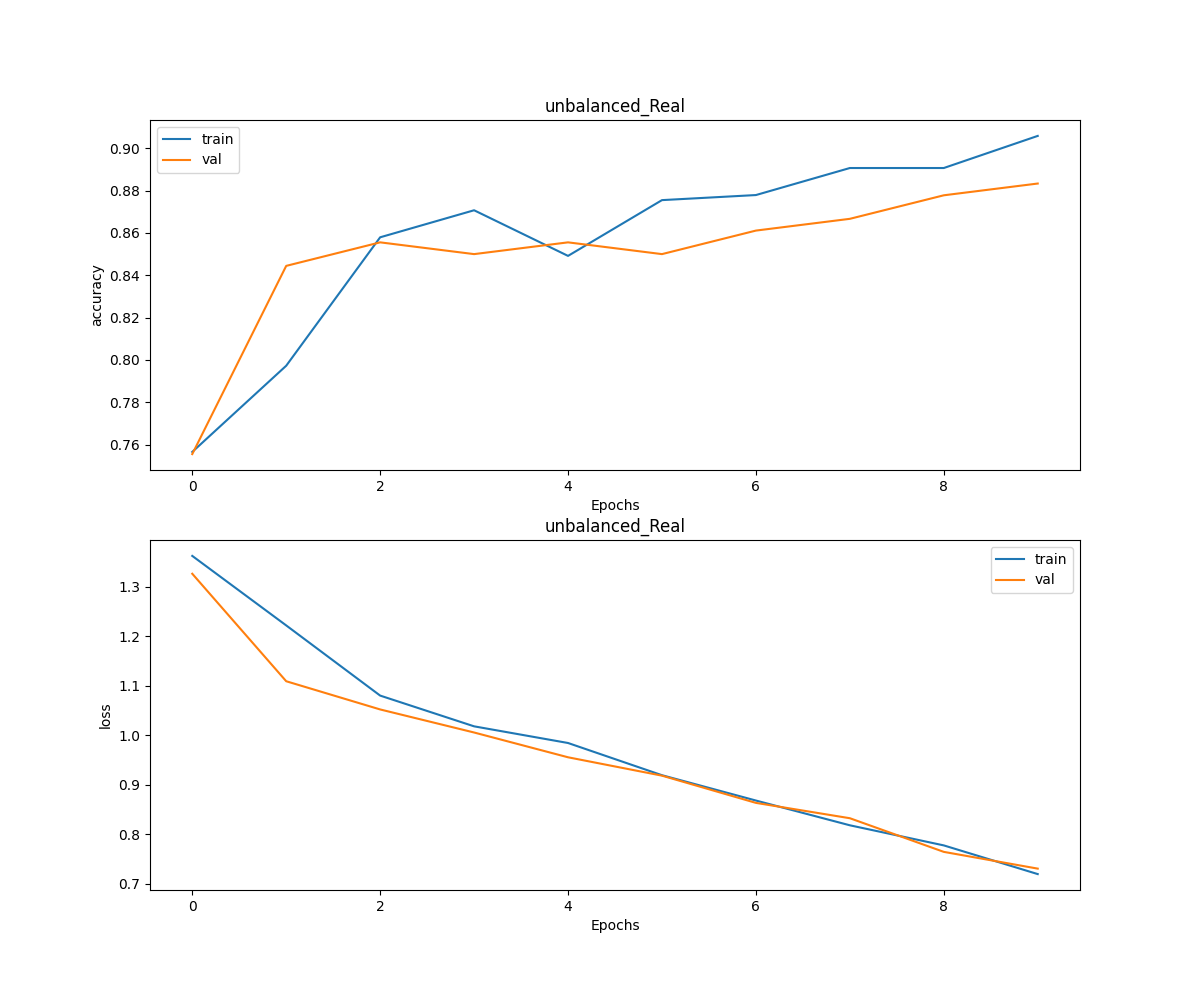 unbalanced_Real
train
val
0.90
0.88
0.86
0.84
0.82
0.80
0.78
0.76
accuracy
0 2 4 6 8
Epochs
unbalanced_Real
train
val
1.3
1.2
1.1
1.0
0.9
0.8
0.7
loss
0 2 4 6 8
Epochs